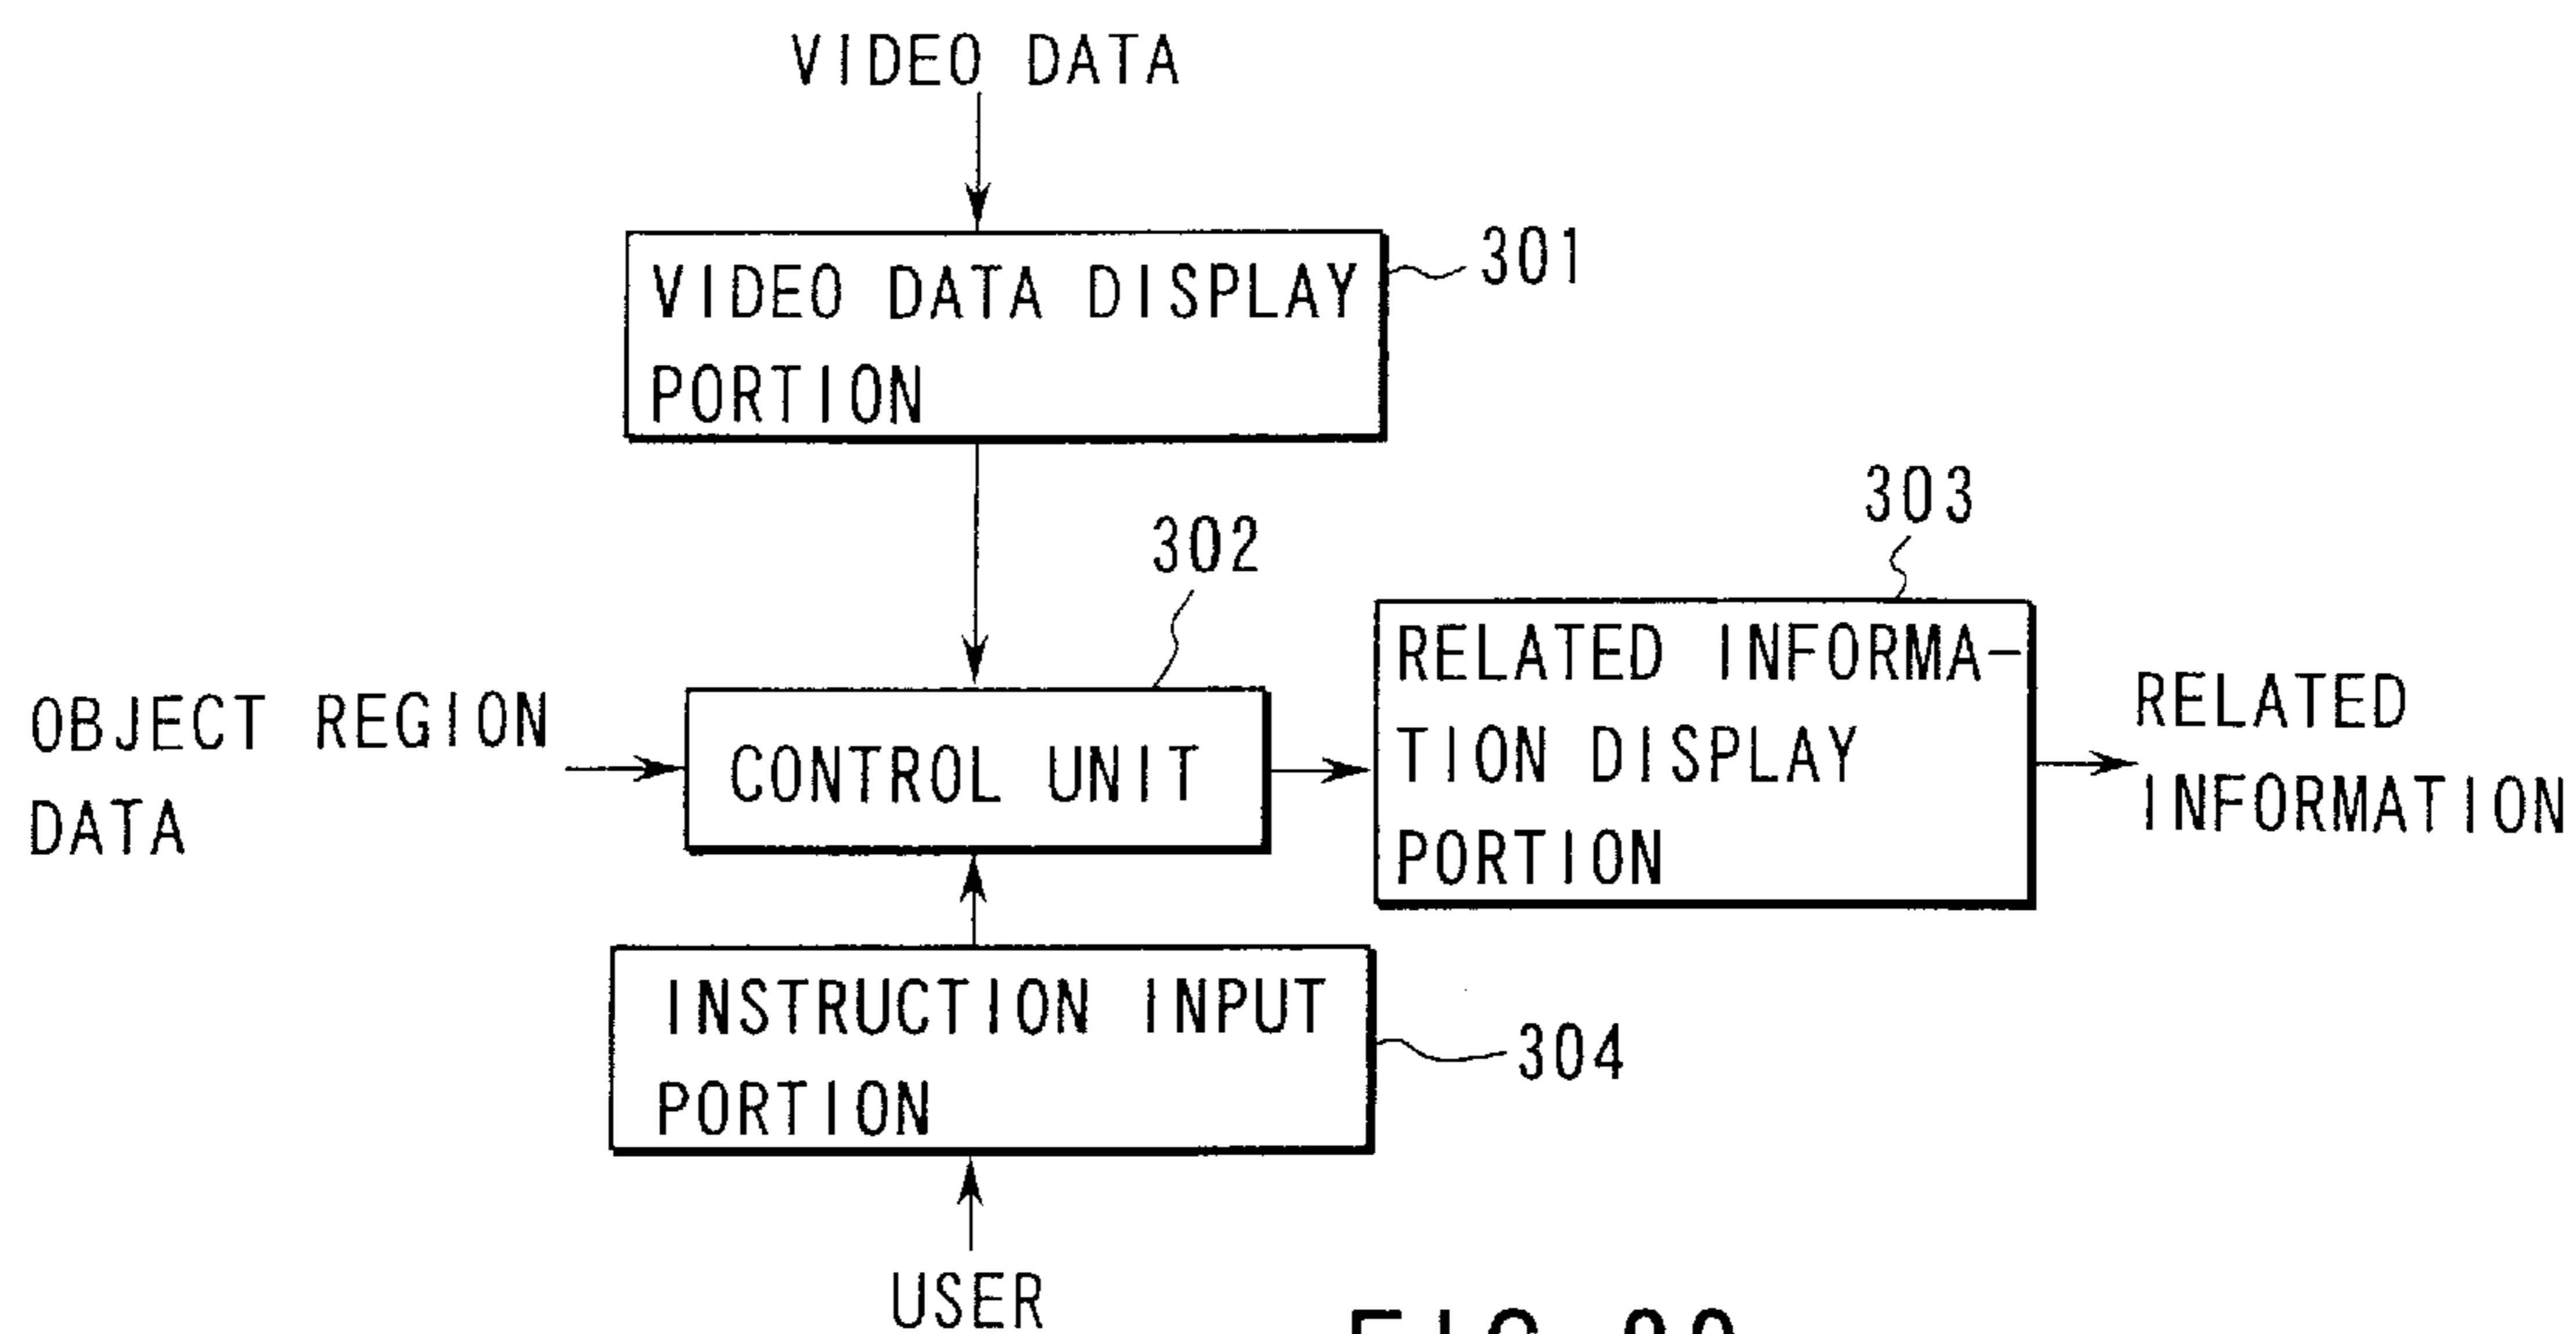 VIDEO DATA
VIDEO DATA DISPLAY
PORTION
301
302
303
OBJECT REGION
DATA
CONTROL UNIT
RELATED INFORMA-
TION DISPLAY
PORTION
RELATED
INFORMATION
INSTRUCTION INPUT
PORTION
304
USER